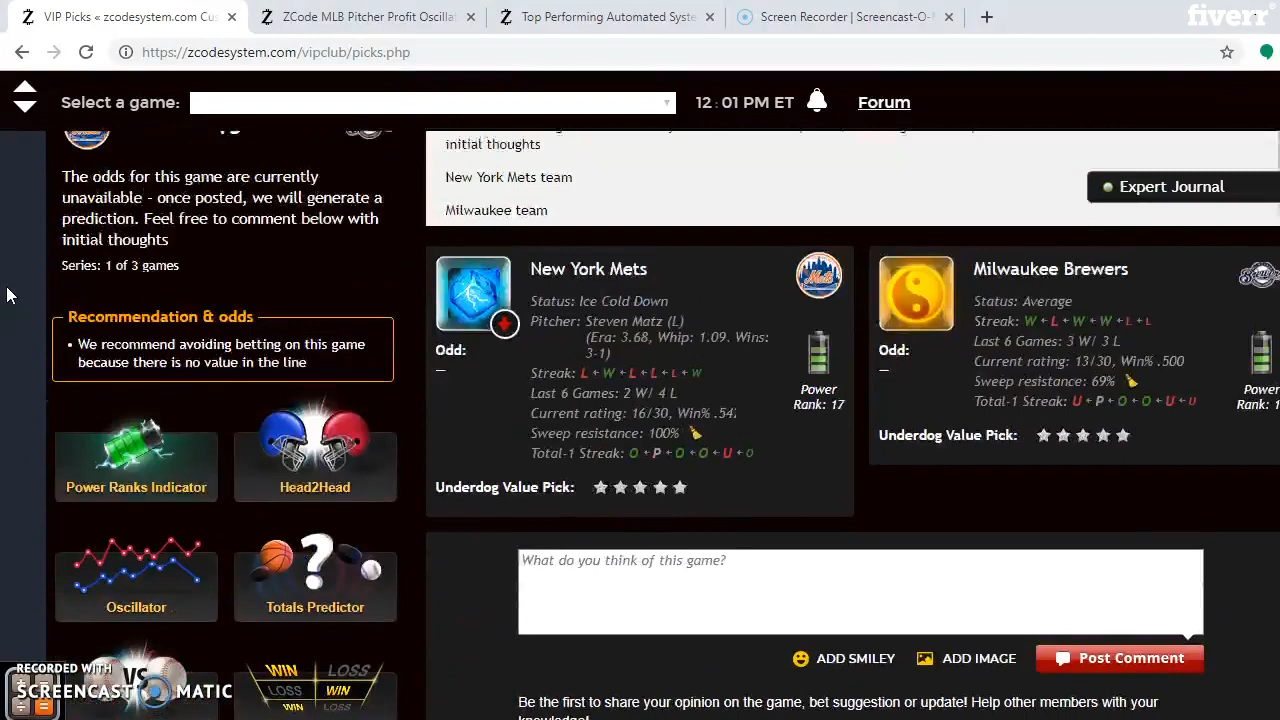 VIP Picks « zcodesystem.com Cus
ZCode MLB Pitcher Profit Oscillat
Top Performing Automated Syste
Screen Recorder | Screencast-O-
fiverr
https://zcodesystem.com/vipclub/picks.php
Select a game:
12:01 PM ET
Forum
The odds for this game are currently
unavailable - once posted, we will generate a
prediction. Feel free to comment below with
initial thoughts
Series: 1 of 3 games
Recommendation & odds
• We recommend avoiding betting on this game
because there is no value in the line
Power Ranks Indicator
Head2Head
Oscillator
Totals Predictor
VS
WIN LOSS
LOSS WIN
WIN LOSS
RECORDED WITH
SCREENCAST MATIC
initial thoughts
New York Mets team
Milwaukee team
Expert Journal
New York Mets
Status: Ice Cold Down
Pitcher: Steven Matz (L)
(Era: 3.68, Whip: 1.09. Wins:
3-1)
Odd:
—
Streak: L W L L L W
Last 6 Games: 2 W/ 4 L
Current rating: 16/30, Win% .542
Sweep resistance: 100%
Total-1 Streak: O P O O U O
Power
Rank: 17
Underdog Value Pick:
Milwaukee Brewers
Status: Average
Streak: W L W W L L
Last 6 Games: 3 W/ 3 L
Odd:
—
Current rating: 13/30, Win% .500
Sweep resistance: 69%
Total-1 Streak: U P O O U U
Power
Rank: 1
Underdog Value Pick:
What do you think of this game?
ADD SMILEY
ADD IMAGE
Post Comment
Be the first to share your opinion on the game, bet suggestion or update! Help other members with your
knowledge!